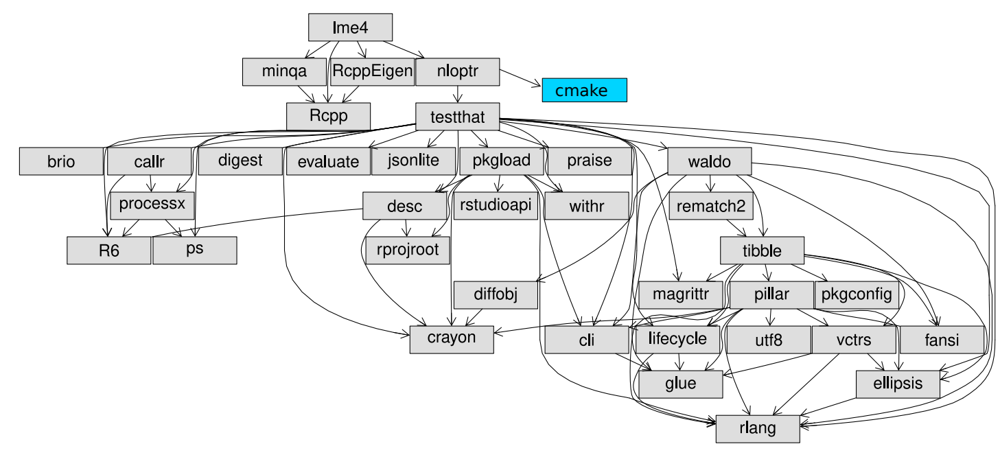 lme4
minqa
RcppEigen
nloptr
cmake
Rcpp
testthat
brio
callr
digest
evaluate
jsonlite
pkgload
praise
waldo
processx
desc
rstudioapi
withr
rematch2
R6
ps
rprojroot
tibble
diffobj
magrittr
pillar
pkgconfig
crayon
cli
lifecycle
utf8
vctrs
fansi
glue
ellipsis
rlang